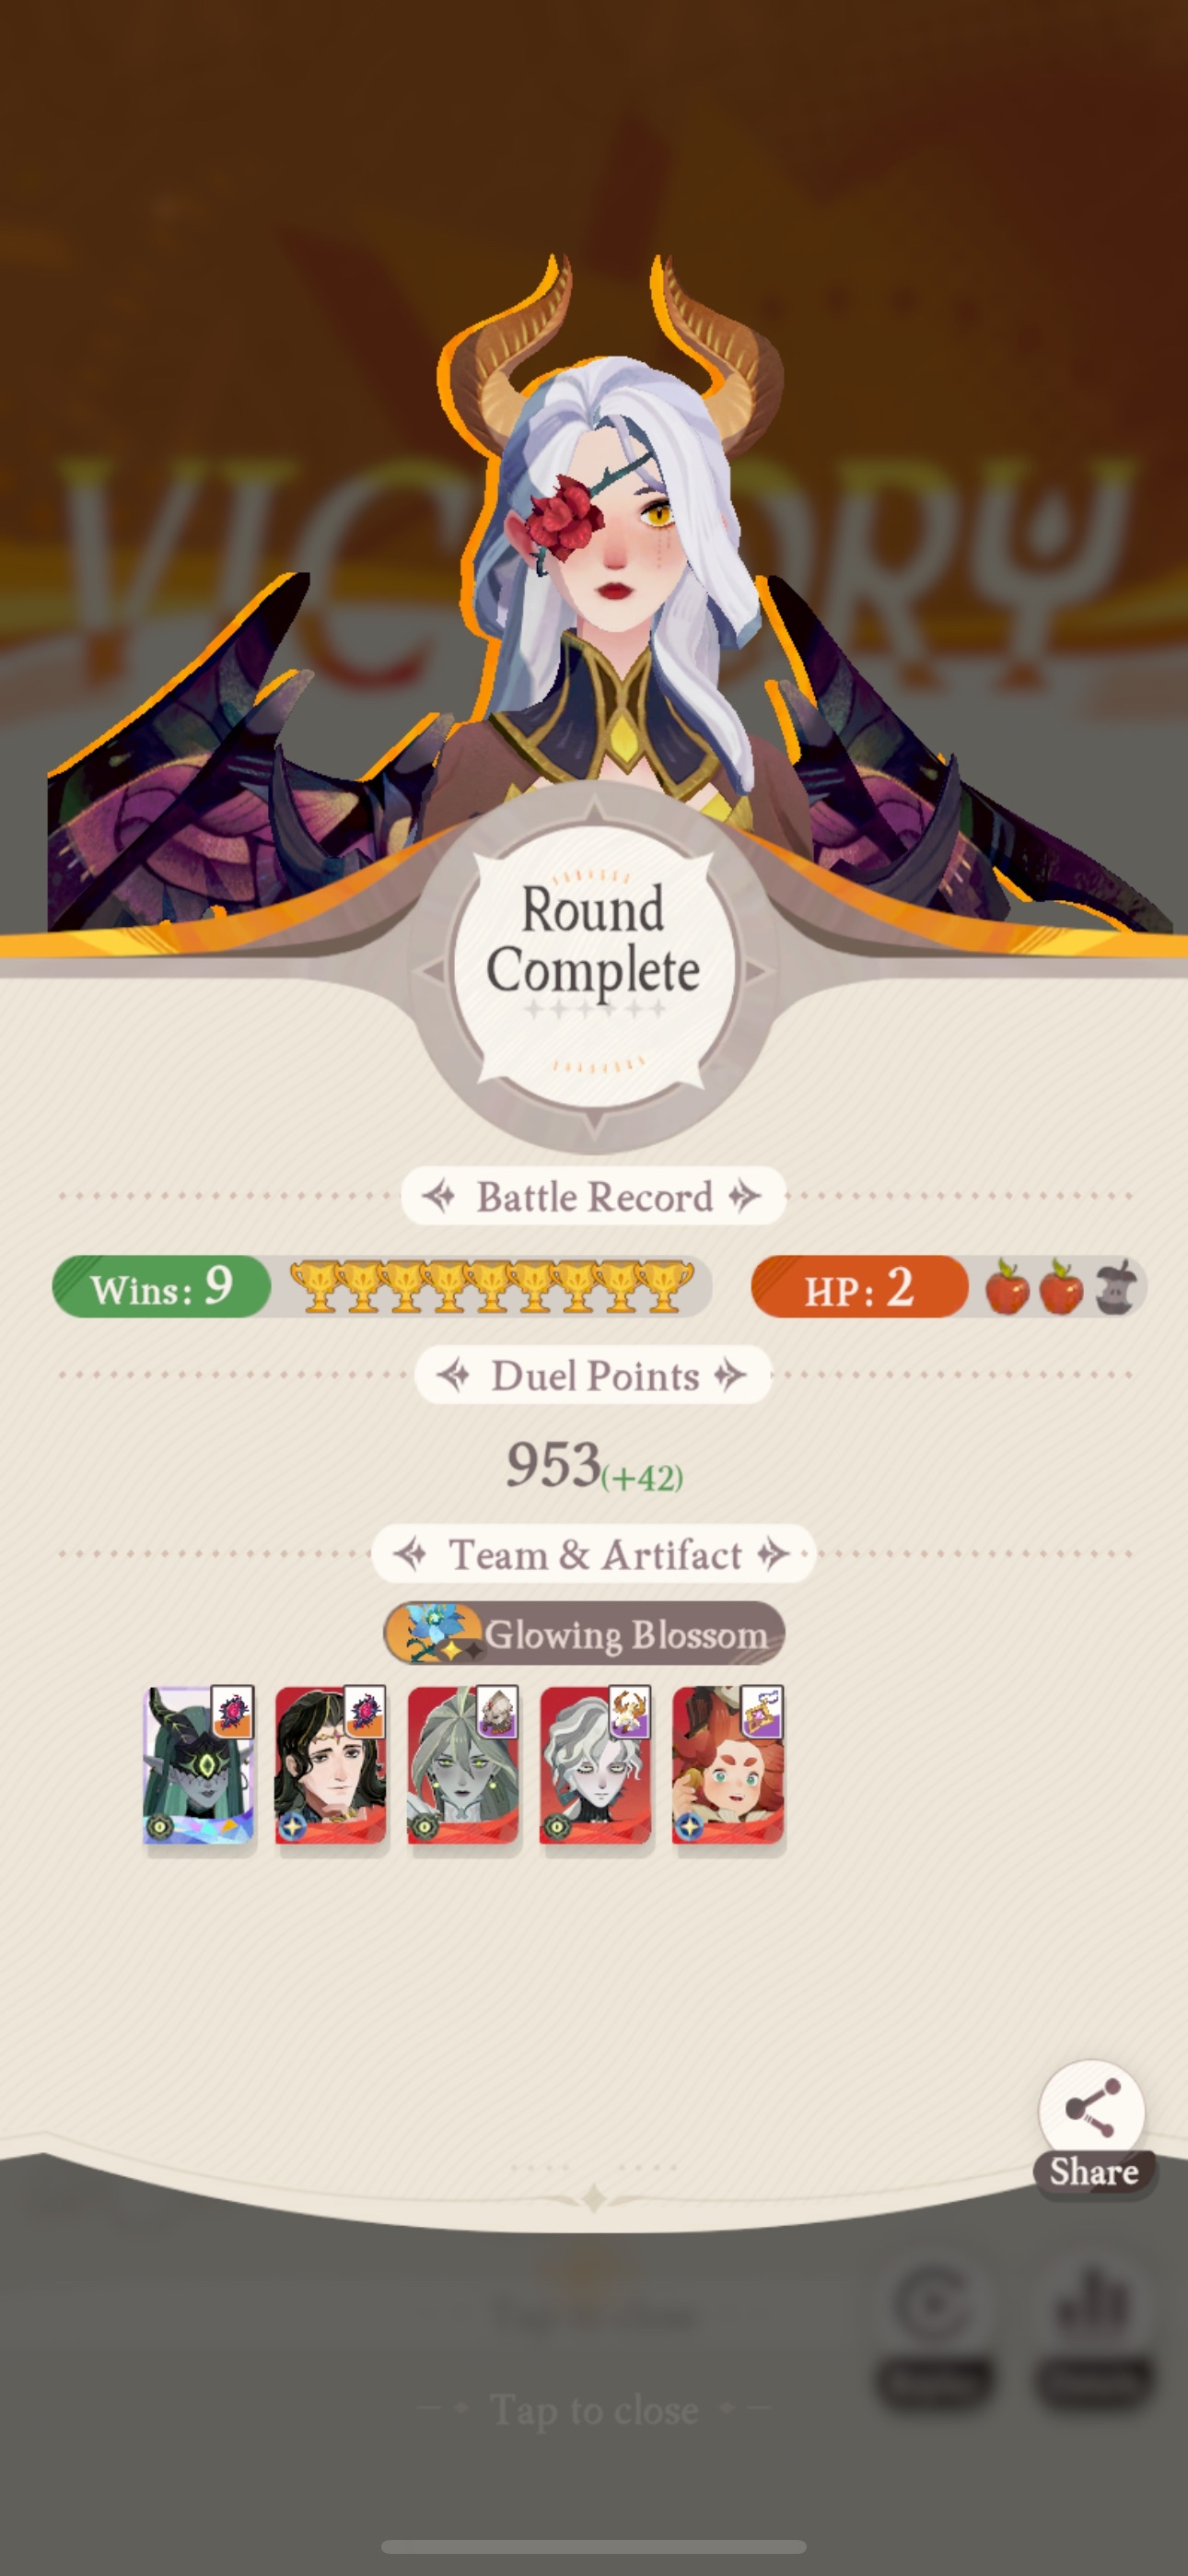 VICTORY
Round
Complete
Battle Record
Wins: 9
HP: 2
Duel Points
953(+42)
Team & Artifact
Glowing Blossom
Share
Tap to close